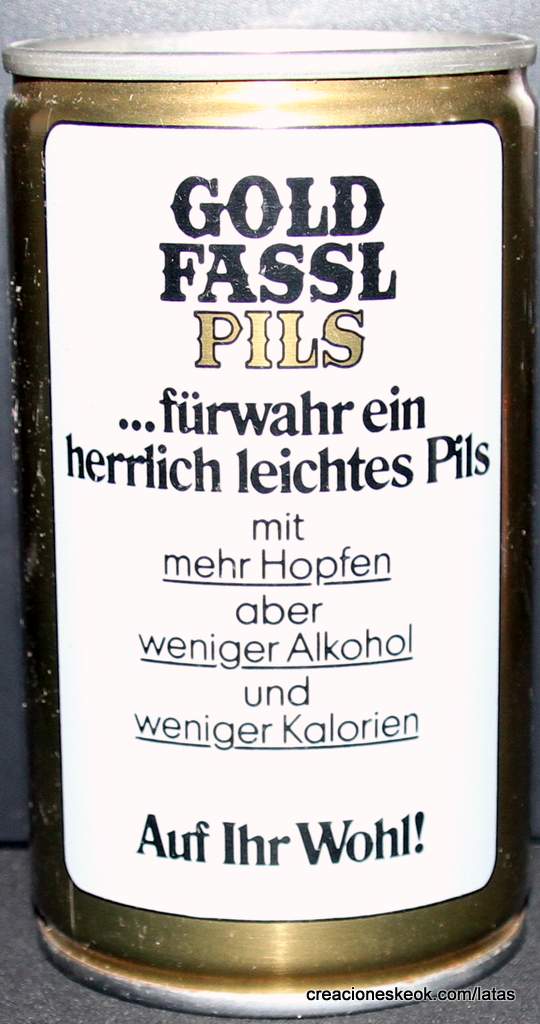 GOLD
FASSL
PILS
...fürwahr ein
herrlich leichtes Pils
mit
mehr Hopfen
aber
weniger Alkohol
und
weniger Kalorien
Auf Ihr Wohl!
creacioneskeok.com/latas